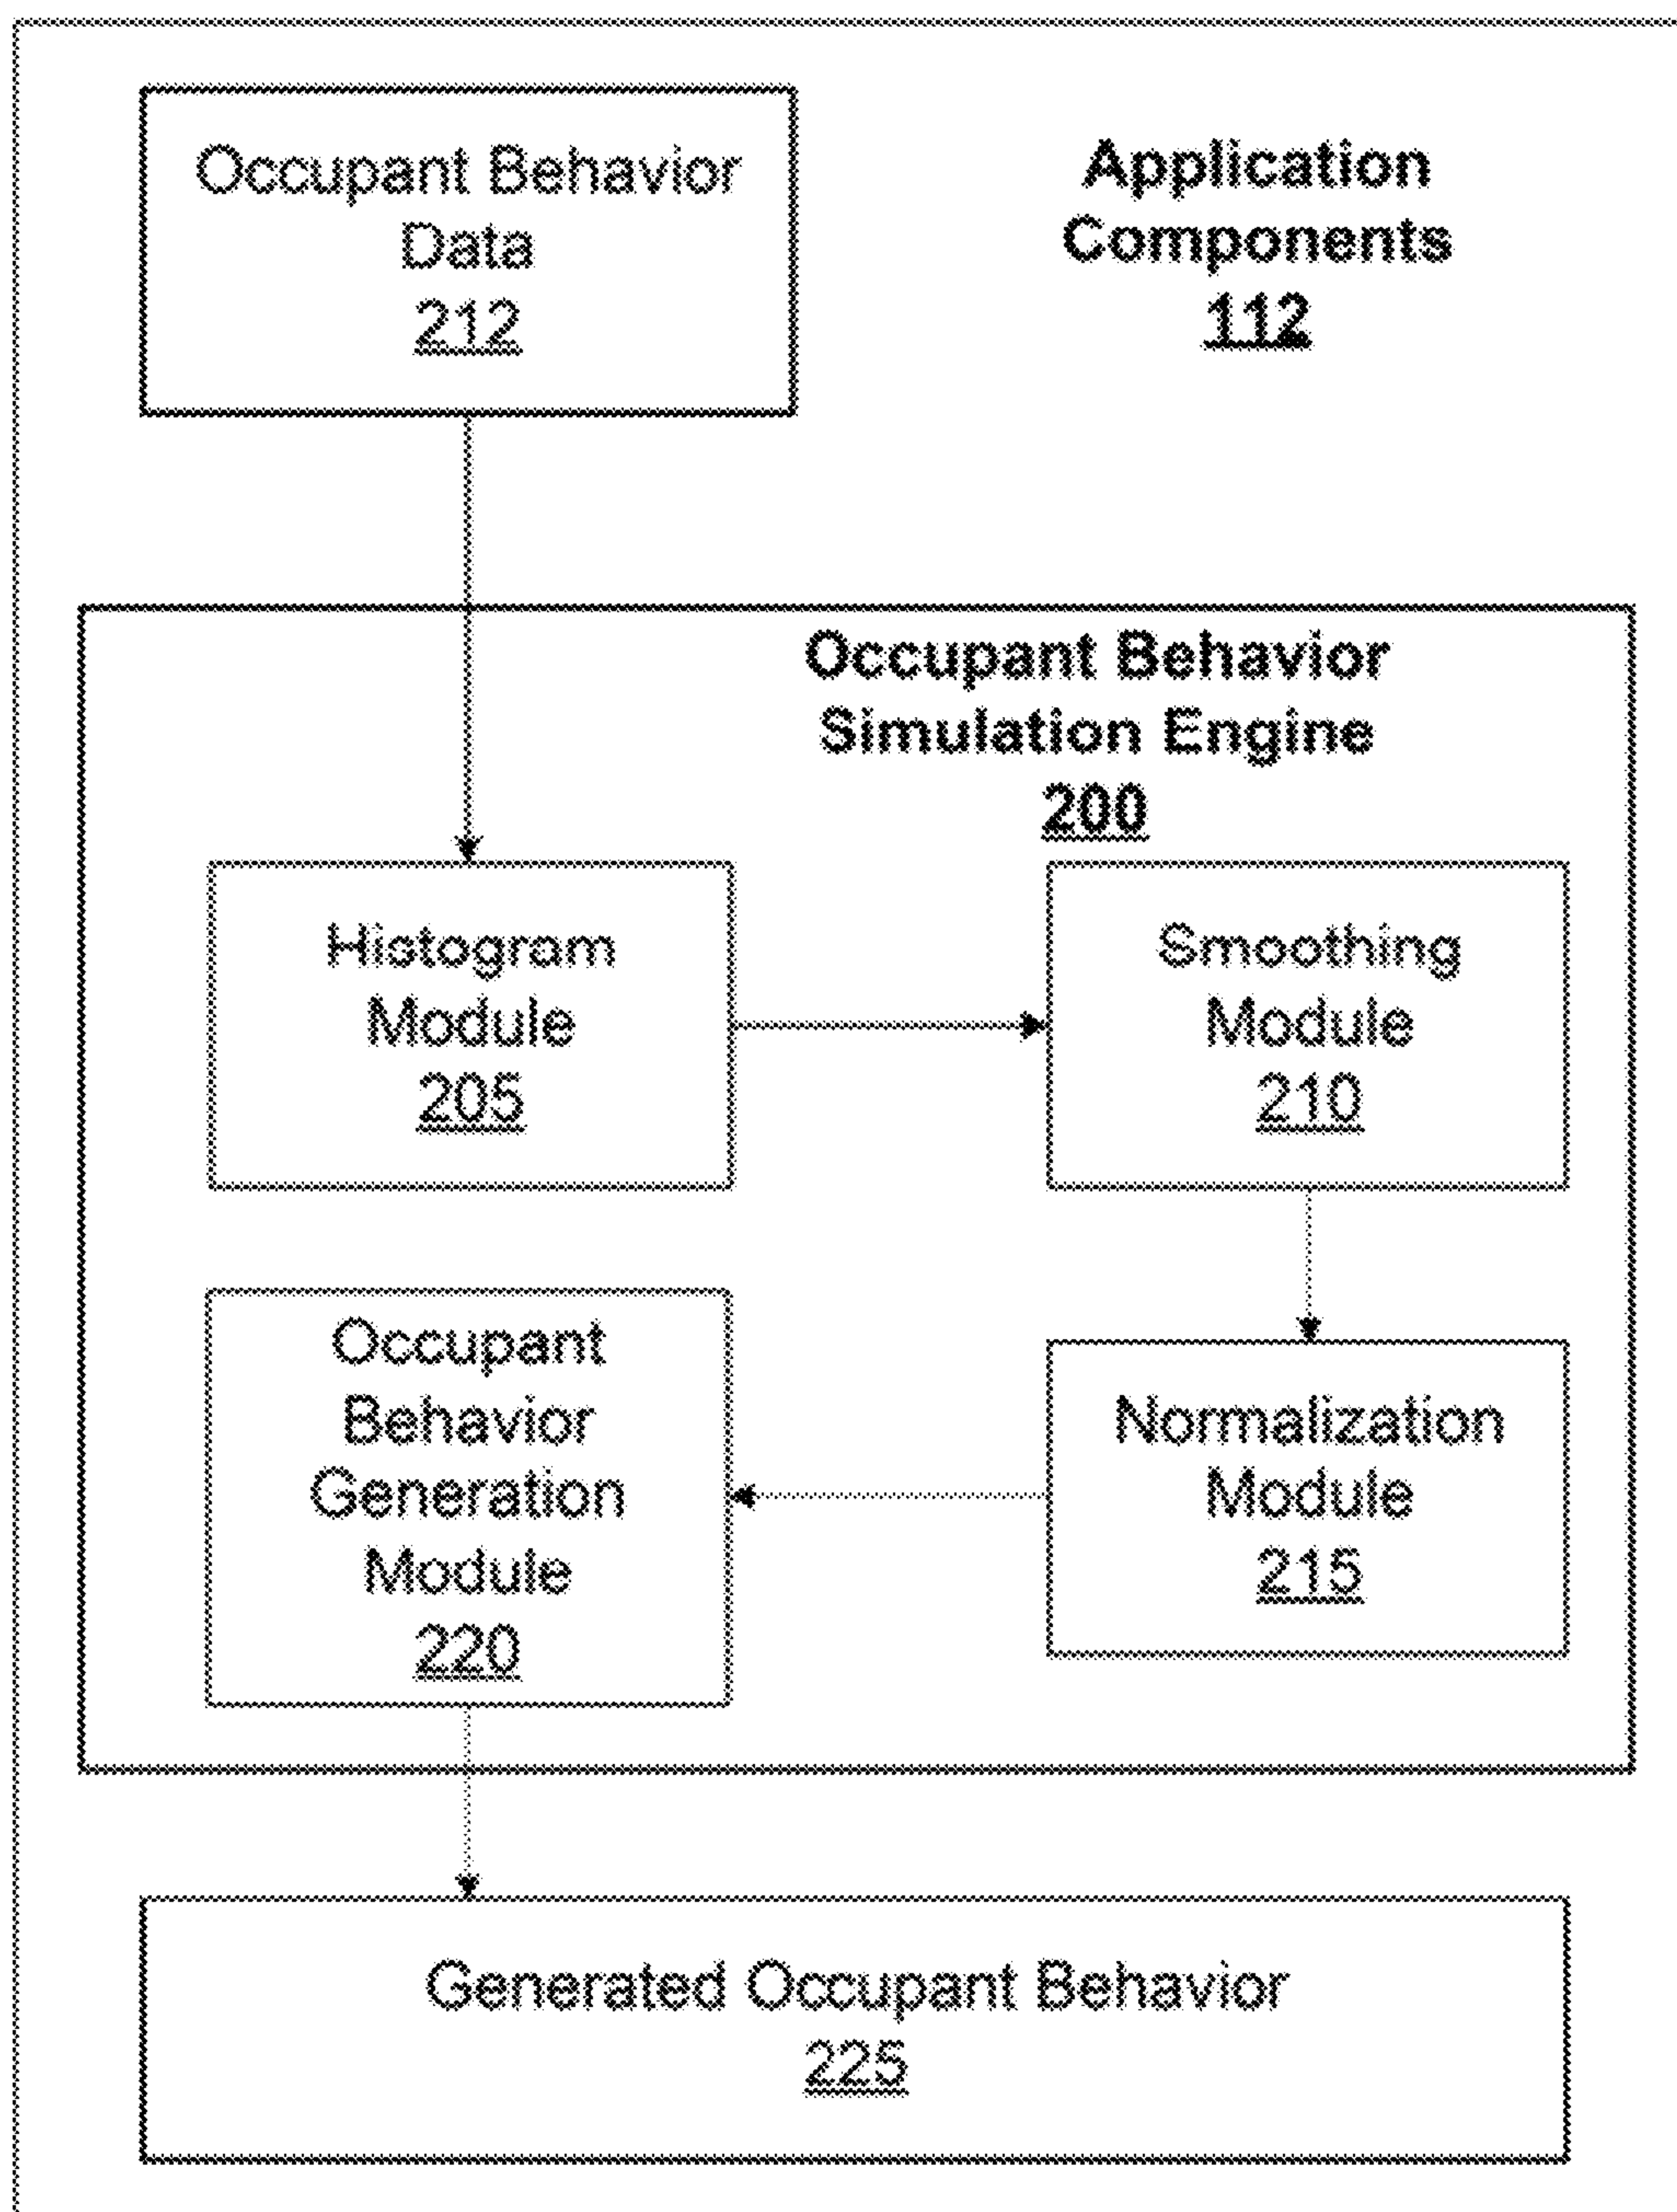 Occupant Behavior
Data
212
Application
Components
112
Occupant Behavior
Simulation Engine
200
Histogram
Module
205
Smoothing
Module
210
Occupant
Behavior
Generation
Module
220
Normalization
Module
215
Generated Occupant Behavior
225